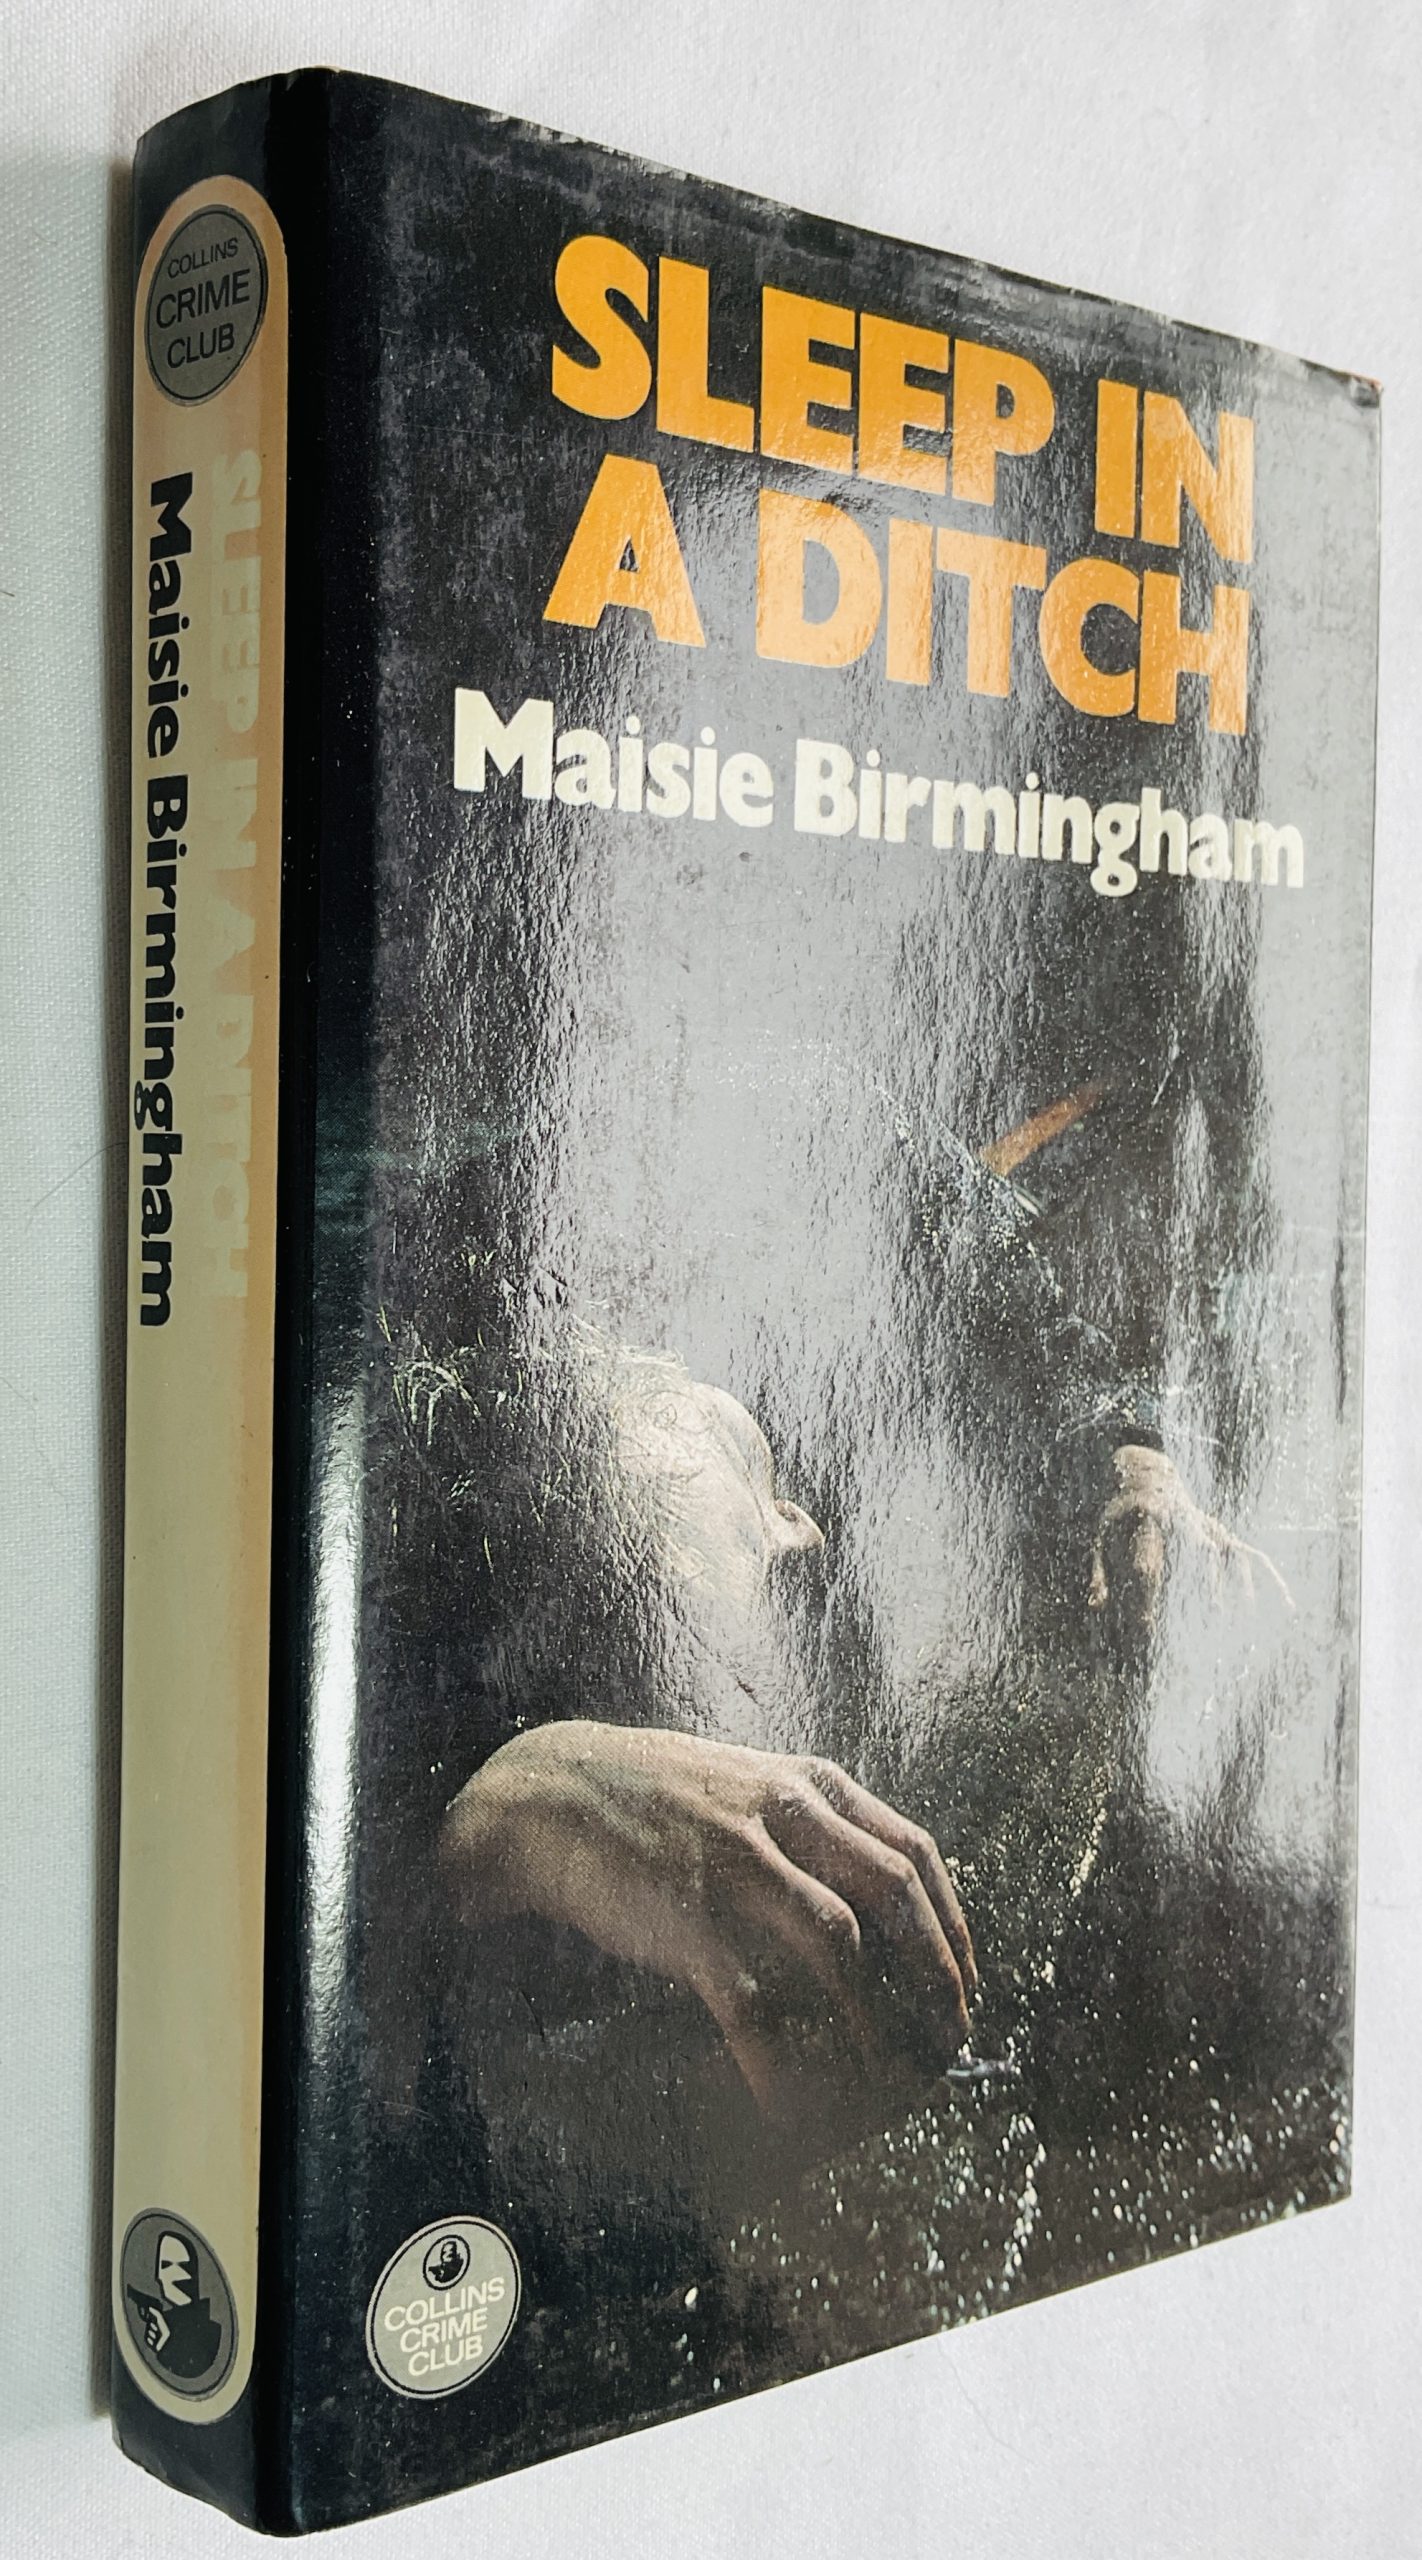 COLLINS
CRIME
CLUB
SLEEP IN A DITCH
Maisie Birmingham
SLEEP IN
A DITCH
Maisie Birmingham
COLLINS
CRIME
CLUB